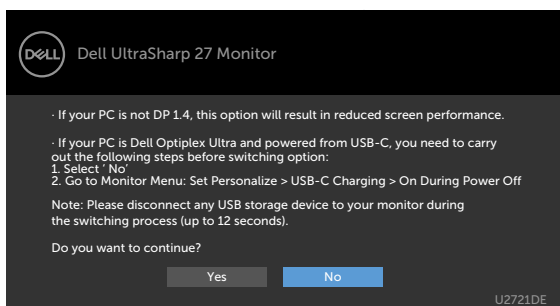 DELL
Dell UltraSharp 27 Monitor
· If your PC is not DP 1.4, this option will result in reduced screen performance.
· If your PC is Dell Optiplex Ultra and powered from USB-C, you need to carry
out the following steps before switching option:
1. Select ‘ No’
2. Go to Monitor Menu: Set Personalize > USB-C Charging > On During Power Off
Note: Please disconnect any USB storage device to your monitor during
the switching process (up to 12 seconds).
Do you want to continue?
Yes No
U2721DE